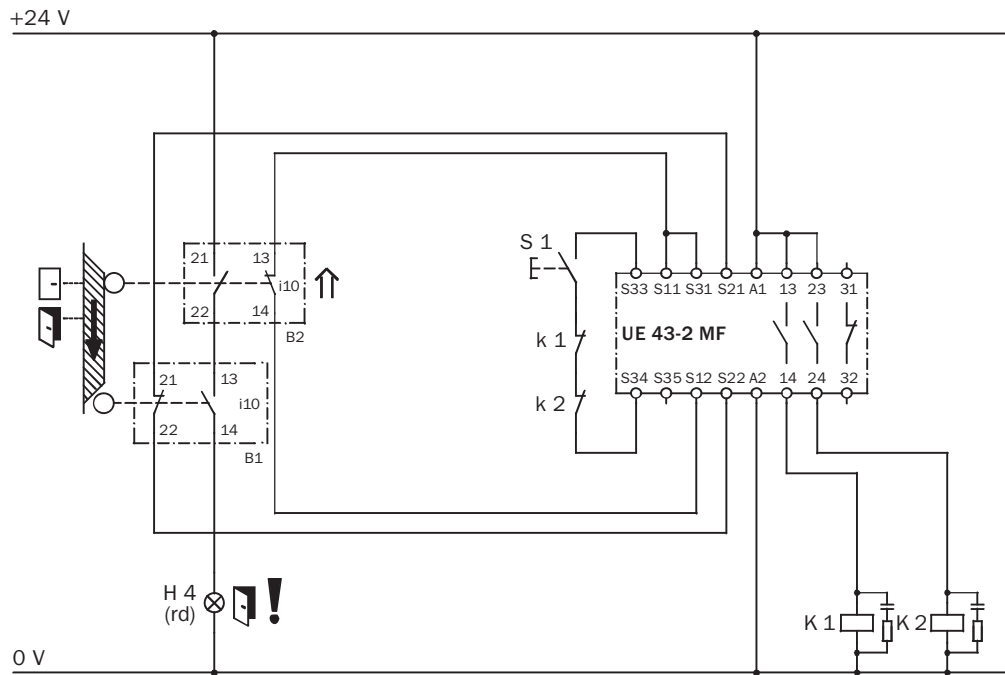 +24 V
S 1
21 13
S33 S11 S31 S21 A1 13 23 31
i10
22 14
B2
UE 43-2 MF
k 1
21 13
S34 S35 S12 S22 A2 14 24 32
i10
k 2
22 14
B1
H 4
(rd)
!
K 1 K 2
0 V